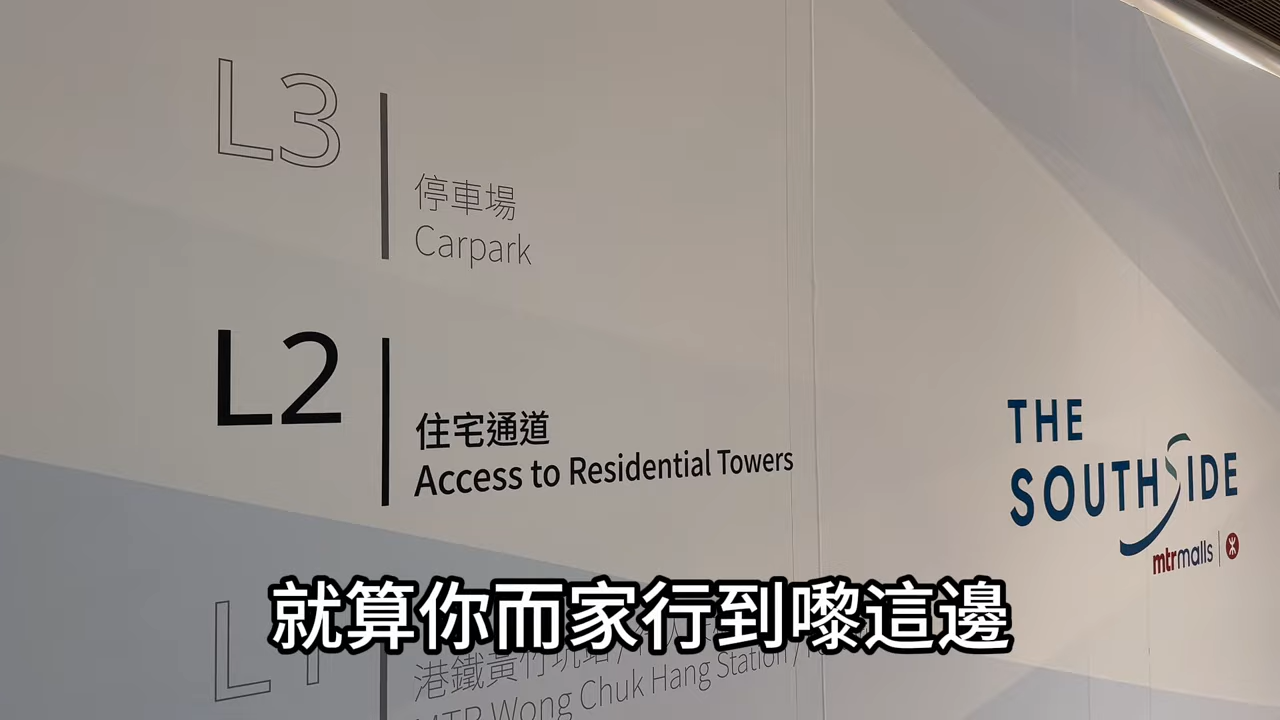 L3
停車場
Carpark
L2
住宅通道
Access to Residential Towers
THE
SOUTHSIDE
mtrmalls
就算你而家行到嚟這邊
L1
港鐵黃竹坑站 /
MTR Wong Chuk Hang Station /